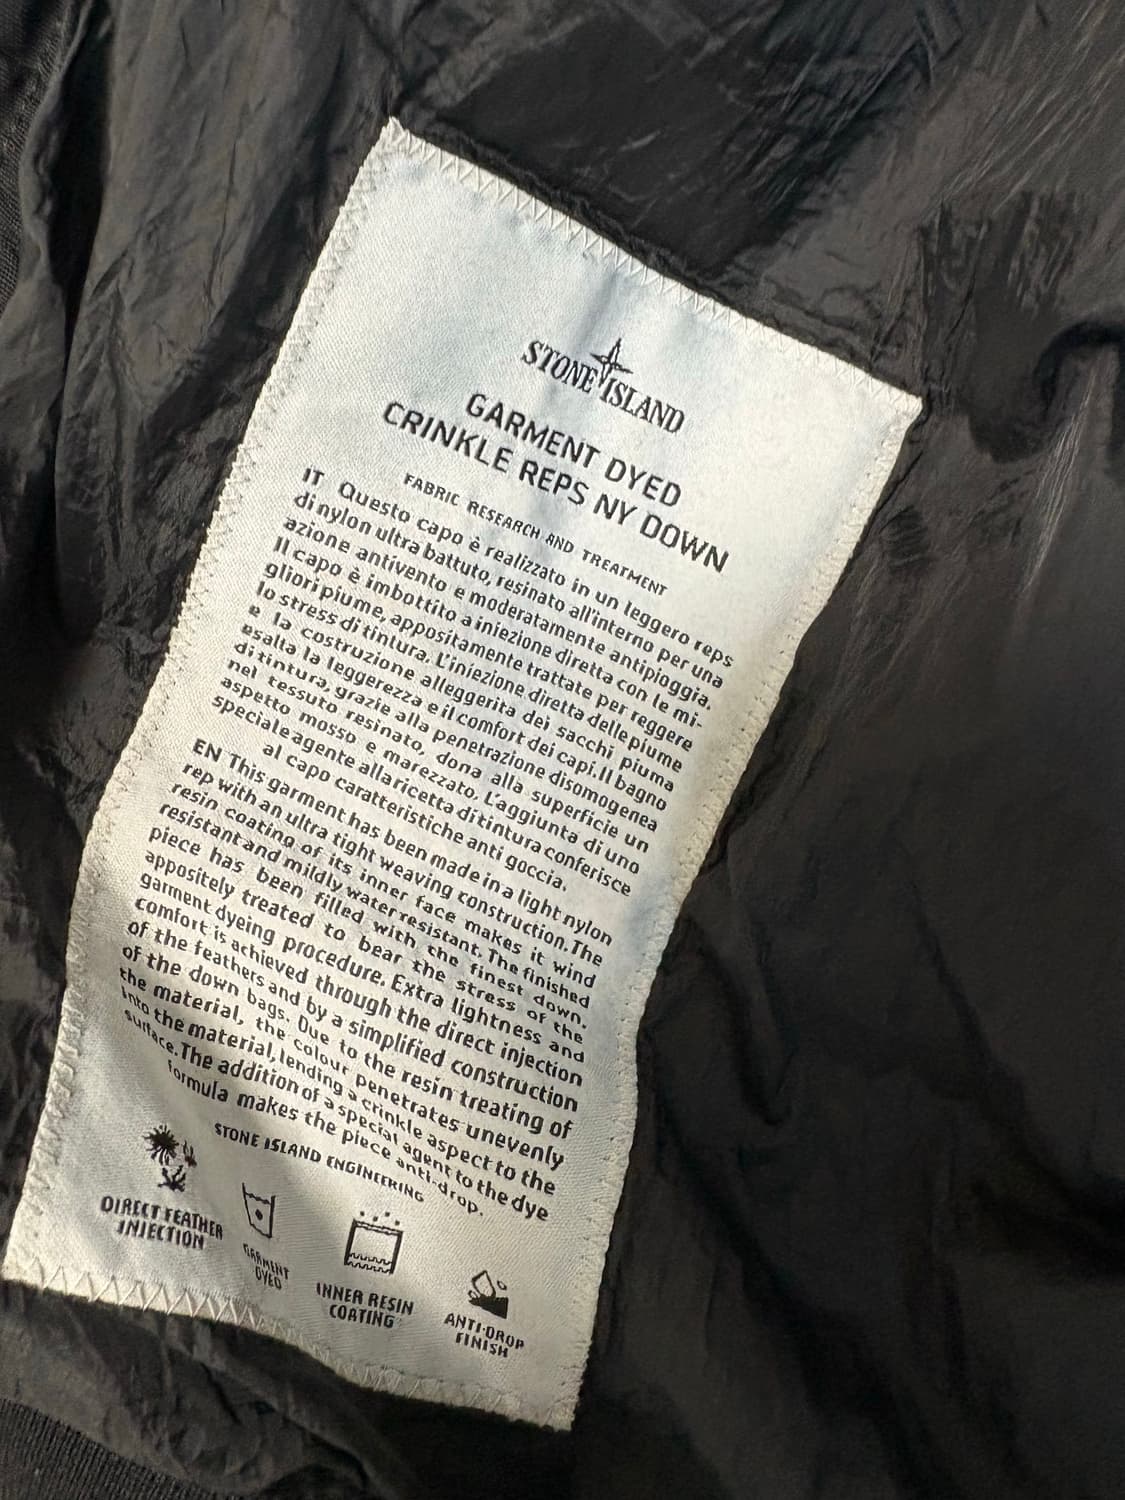 STONE ISLAND
GARMENT DYED
CRINKLE REPS NY DOWN
FABRIC RESEARCH AND TREATMENT
IT Questo capo è realizzato in un leggero reps
di nylon ultra battuto, resinato all'interno per una
azione antivento e moderatamente antipioggia.
Il capo è imbottito a iniezione diretta con le mi-
gliori piume, appositamente trattate per reggere
lo stress di tintura. L'iniezione diretta delle piume
e la costruzione alleggerita dei sacchi piuma
esalta la leggerezza e il comfort dei capi. Il bagno
di tintura, grazie alla penetrazione disomogenea
nel tessuto resinato, dona alla superficie un
aspetto mosso e marezzato. L'aggiunta di uno
speciale agente alla ricetta di tintura conferisce
al capo caratteristiche anti goccia.
EN This garment has been made in a light nylon
rep with an ultra tight weaving construction. The
resin coating of its inner face makes it wind
resistant and mildly water resistant. The finished
piece has been filled with the finest down,
appositely treated to bear the stress of the
garment dyeing procedure. Extra lightness and
comfort is achieved through the direct injection
of the feathers and by a simplified construction
of the down bags. Due to the resin treating of
the material, the colour penetrates unevenly
into the material, lending a crinkle aspect to the
surface. The addition of a special agent to the dye
formula makes the piece anti-drop.
STONE ISLAND ENGINEERING
DIRECT FEATHER
INJECTION
GARMENT
DYED
INNER RESIN
COATING
ANTI-DROP
FINISH